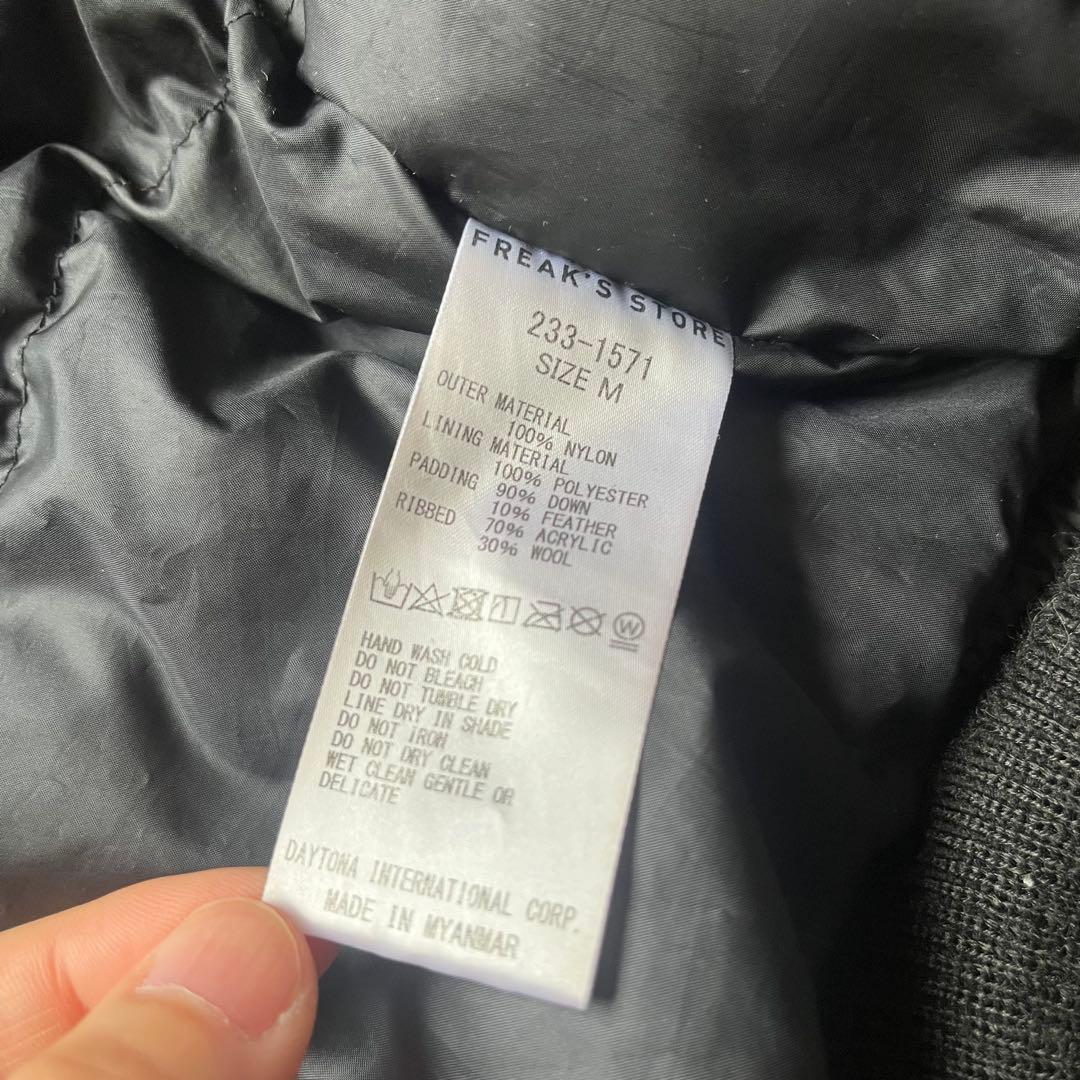 FREAK'S STORE
233-1571
SIZE M
OUTER MATERIAL
100% NYLON
LINING MATERIAL
100% POLYESTER
PADDING 90% DOWN
10% FEATHER
RIBBED 70% ACRYLIC
30% WOOL
W
HAND WASH COLD
DO NOT BLEACH
DO NOT TUMBLE DRY
LINE DRY IN SHADE
DO NOT IRON
DO NOT DRY CLEAN
WET CLEAN GENTLE OR
DELICATE
DAYTONA INTERNATIONAL CORP.
MADE IN MYANMAR